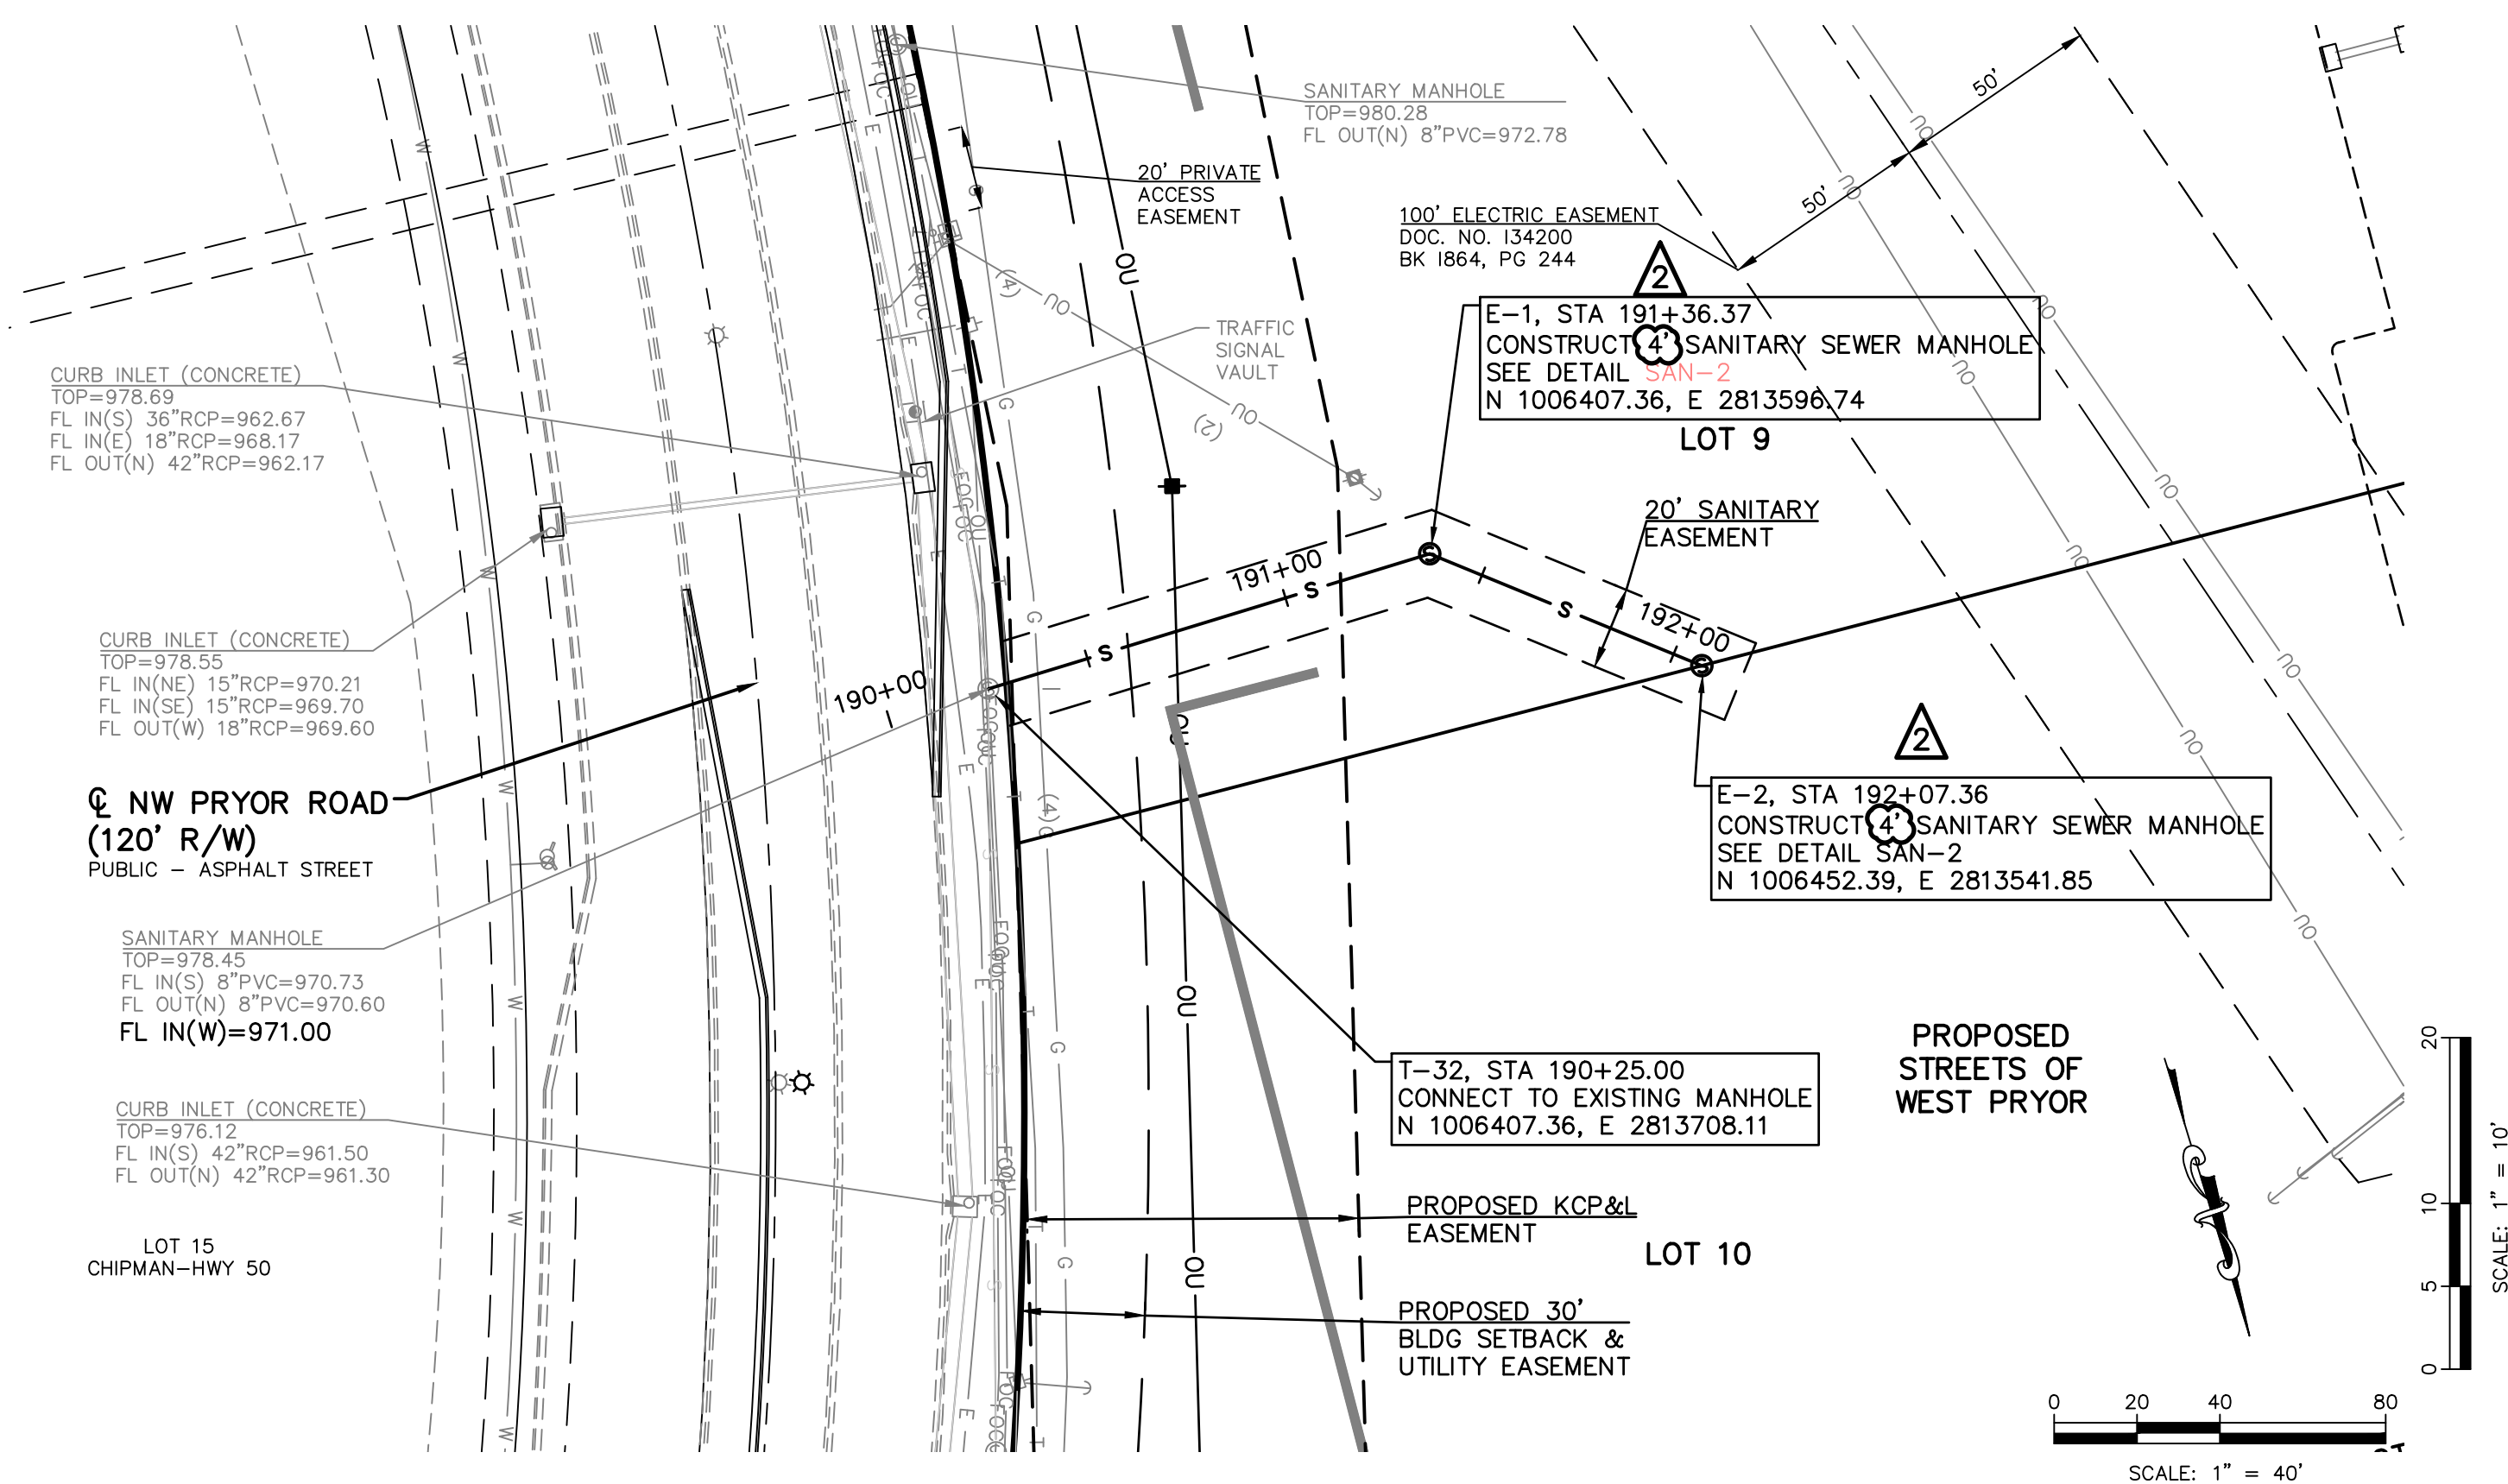 SANITARY MANHOLE
TOP=980.28
FL OUT(N) 8"PVC=972.78
50'
50'
20' PRIVATE
ACCESS
EASEMENT
100' ELECTRIC EASEMENT
DOC. NO. I34200
BK I864, PG 244
2
E-1, STA 191+36.37
CONSTRUCT 4' SANITARY SEWER MANHOLE
SEE DETAIL SAN-2
N 1006407.36, E 2813596.74
LOT 9
TRAFFIC
SIGNAL
VAULT
(4)
(2)
OU
OU
OU
CURB INLET (CONCRETE)
TOP=978.69
FL IN(S) 36"RCP=962.67
FL IN(E) 18"RCP=968.17
FL OUT(N) 42"RCP=962.17
20' SANITARY
EASEMENT
191+00
S
S
S
192+00
190+00
CURB INLET (CONCRETE)
TOP=978.55
FL IN(NE) 15"RCP=970.21
FL IN(SE) 15"RCP=969.70
FL OUT(W) 18"RCP=969.60
℄ NW PRYOR ROAD
(120' R/W)
PUBLIC - ASPHALT STREET
2
E-2, STA 192+07.36
CONSTRUCT 4' SANITARY SEWER MANHOLE
SEE DETAIL SAN-2
N 1006452.39, E 2813541.85
(4)
SANITARY MANHOLE
TOP=978.45
FL IN(S) 8"PVC=970.73
FL OUT(N) 8"PVC=970.60
FL IN(W)=971.00
OU
T-32, STA 190+25.00
CONNECT TO EXISTING MANHOLE
N 1006407.36, E 2813708.11
PROPOSED
STREETS OF
WEST PRYOR
CURB INLET (CONCRETE)
TOP=976.12
FL IN(S) 42"RCP=961.50
FL OUT(N) 42"RCP=961.30
PROPOSED KCP&L
EASEMENT
LOT 10
LOT 15
CHIPMAN-HWY 50
OU
PROPOSED 30'
BLDG SETBACK &
UTILITY EASEMENT
20
10
5
0
SCALE: 1" = 10'
0 20 40 80
SCALE: 1" = 40'